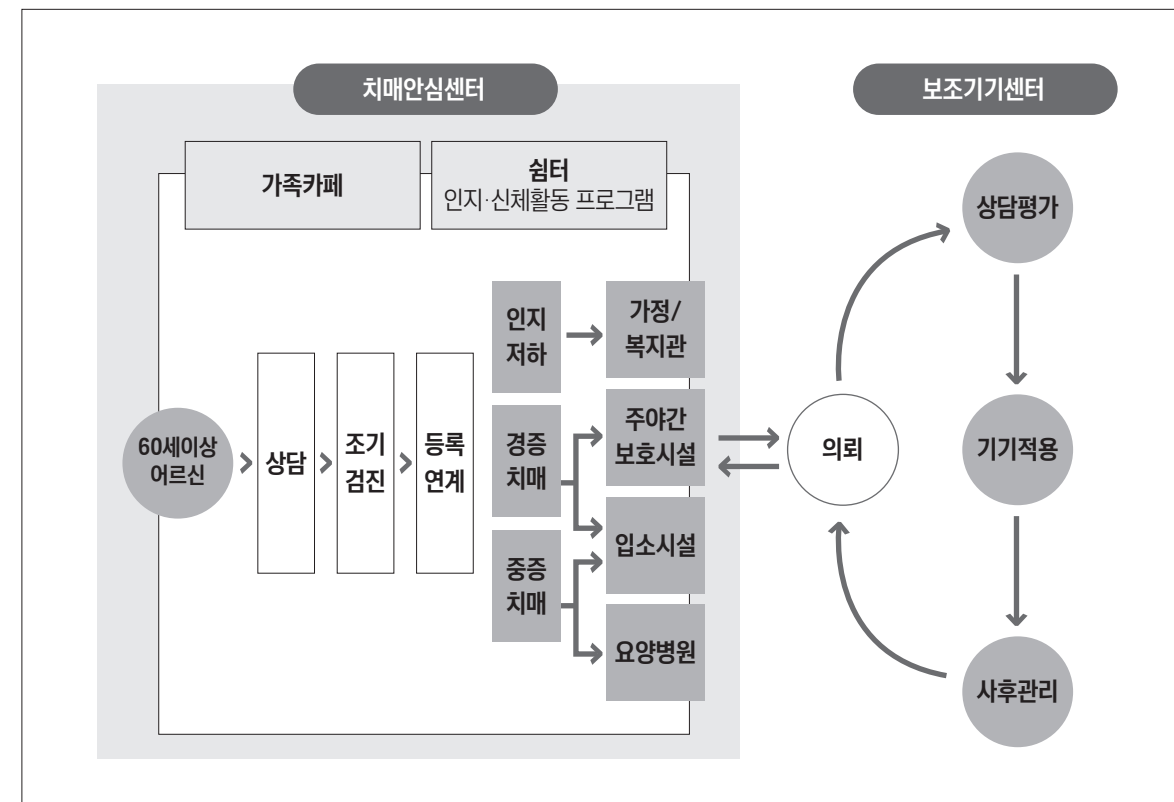 치매안심센터
보조기기센터
가족카페
쉼터
인지·신체활동 프로그램
60세이상
어르신
상담
조기
검진
등록
연계
인지
저하
경증
치매
중증
치매
가정/
복지관
주야간
보호시설
입소시설
요양병원
의뢰
상담평가
기기적용
사후관리